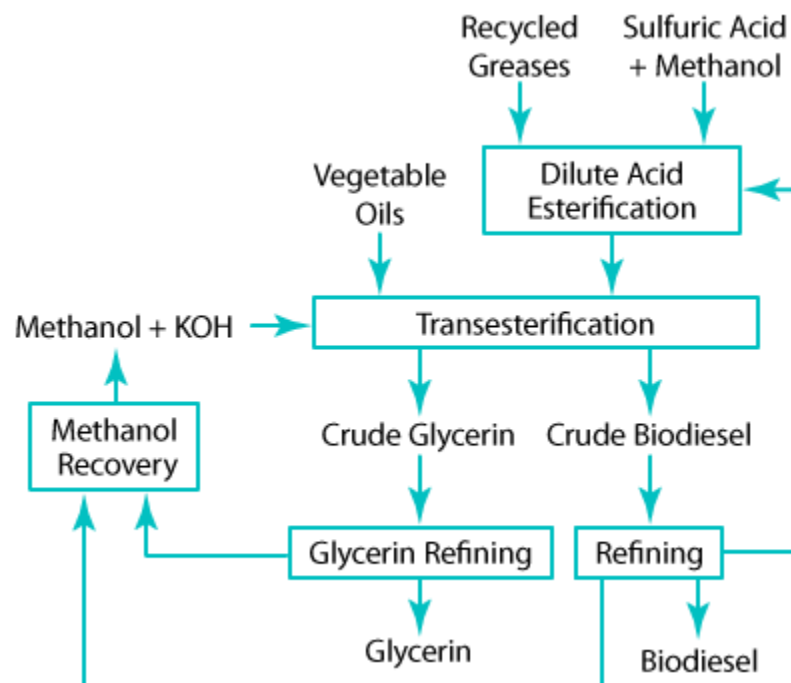 Recycled
Greases
Sulfuric Acid
+ Methanol
Dilute Acid
Esterification
Vegetable
Oils
Methanol + KOH
Transesterification
Methanol
Recovery
Crude Glycerin
Crude Biodiesel
Glycerin Refining
Refining
Glycerin
Biodiesel